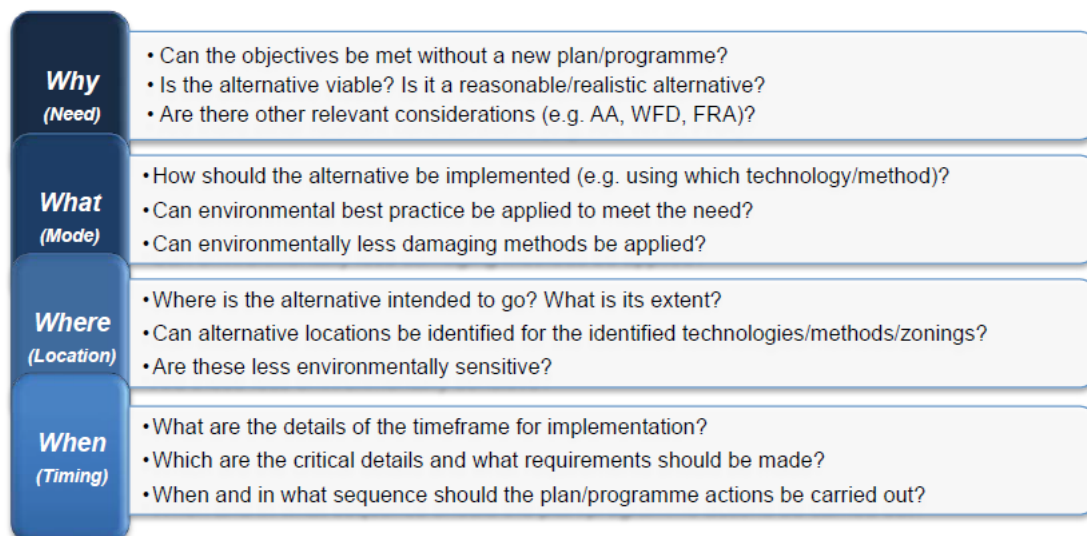 Why
(Need)
• Can the objectives be met without a new plan/programme?
• Is the alternative viable? Is it a reasonable/realistic alternative?
• Are there other relevant considerations (e.g. AA, WFD, FRA)?
What
(Mode)
• How should the alternative be implemented (e.g. using which technology/method)?
• Can environmental best practice be applied to meet the need?
• Can environmentally less damaging methods be applied?
Where
(Location)
• Where is the alternative intended to go? What is its extent?
• Can alternative locations be identified for the identified technologies/methods/zonings?
• Are these less environmentally sensitive?
When
(Timing)
• What are the details of the timeframe for implementation?
• Which are the critical details and what requirements should be made?
• When and in what sequence should the plan/programme actions be carried out?